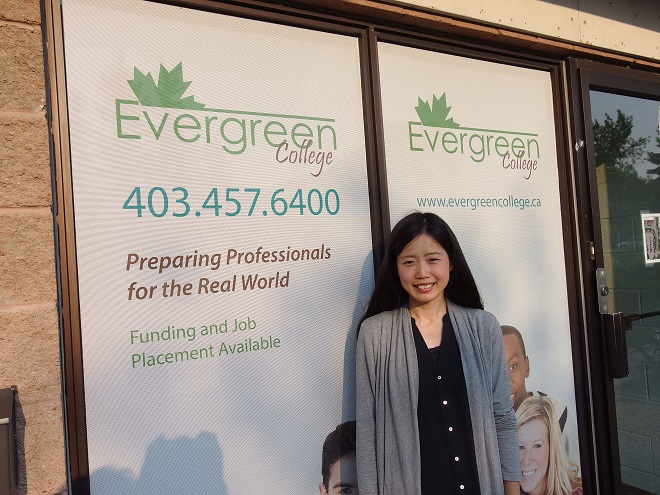 Evergreen
College
403.457.6400
Preparing Professionals
for the Real World
Funding and Job
Placement Available
Evergreen
College
www.evergreencollege.ca